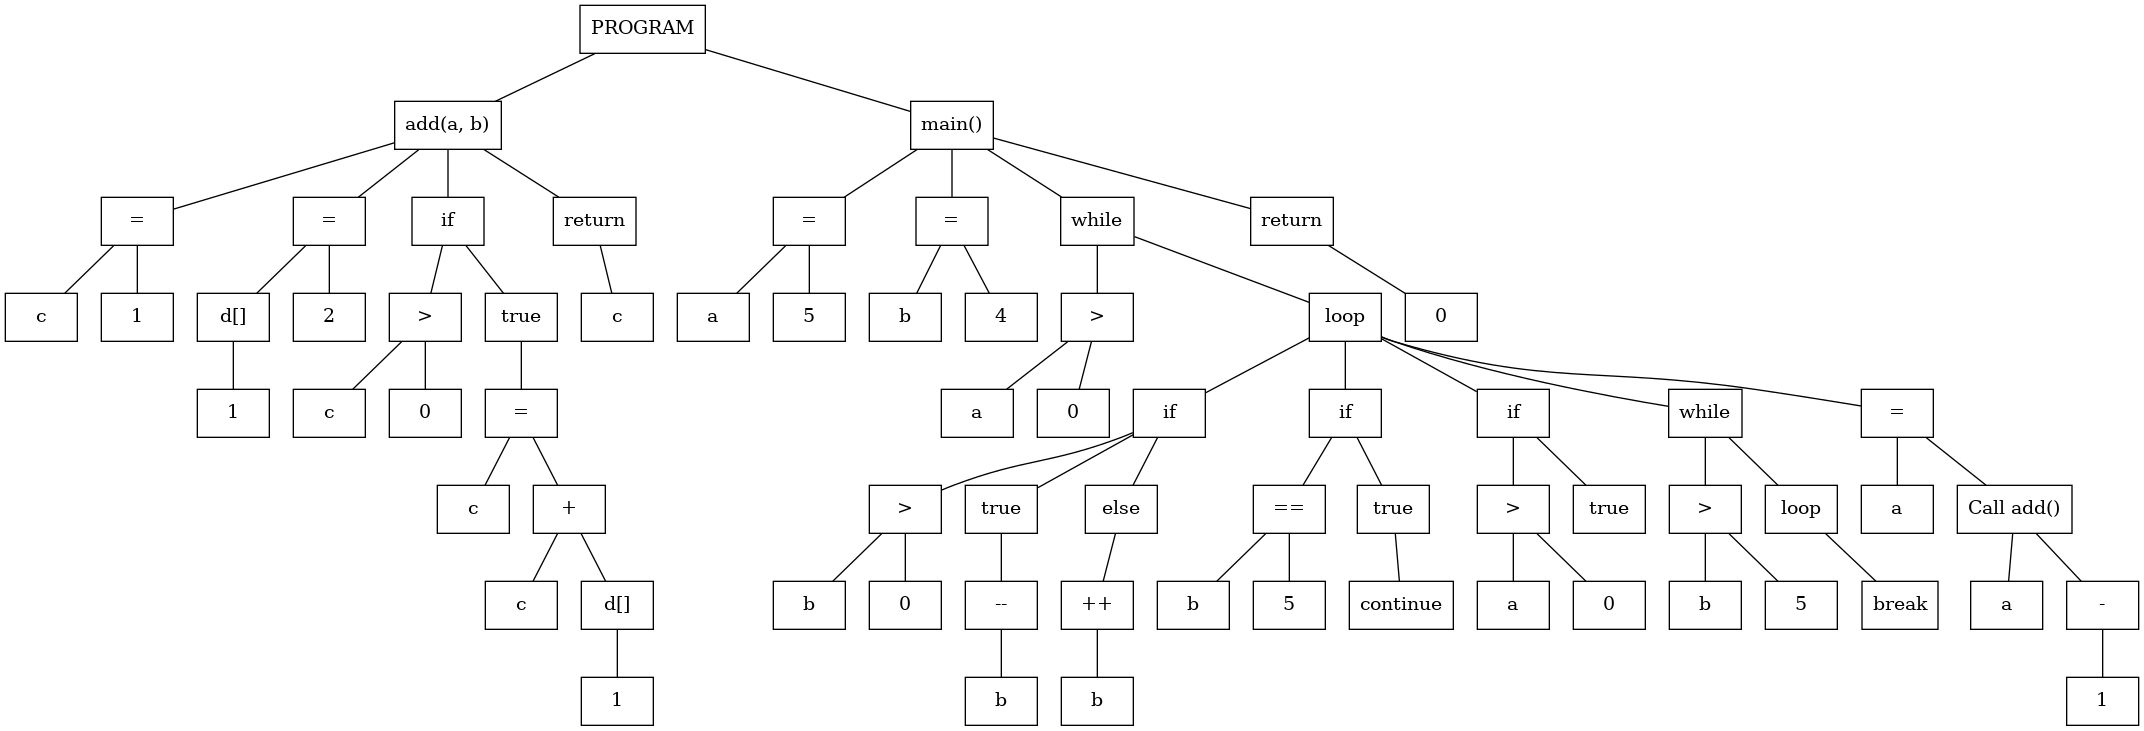 PROGRAM
add(a, b) main()
= = if return = = while return
c 1 d[] 2 > true c a 5 b 4 > loop 0
1 c 0 = a 0 if if if while =
c + > true else == true > true > loop a Call add()
c d[] b 0 -- ++ b 5 continue a 0 b 5 break a -
1 b b 1